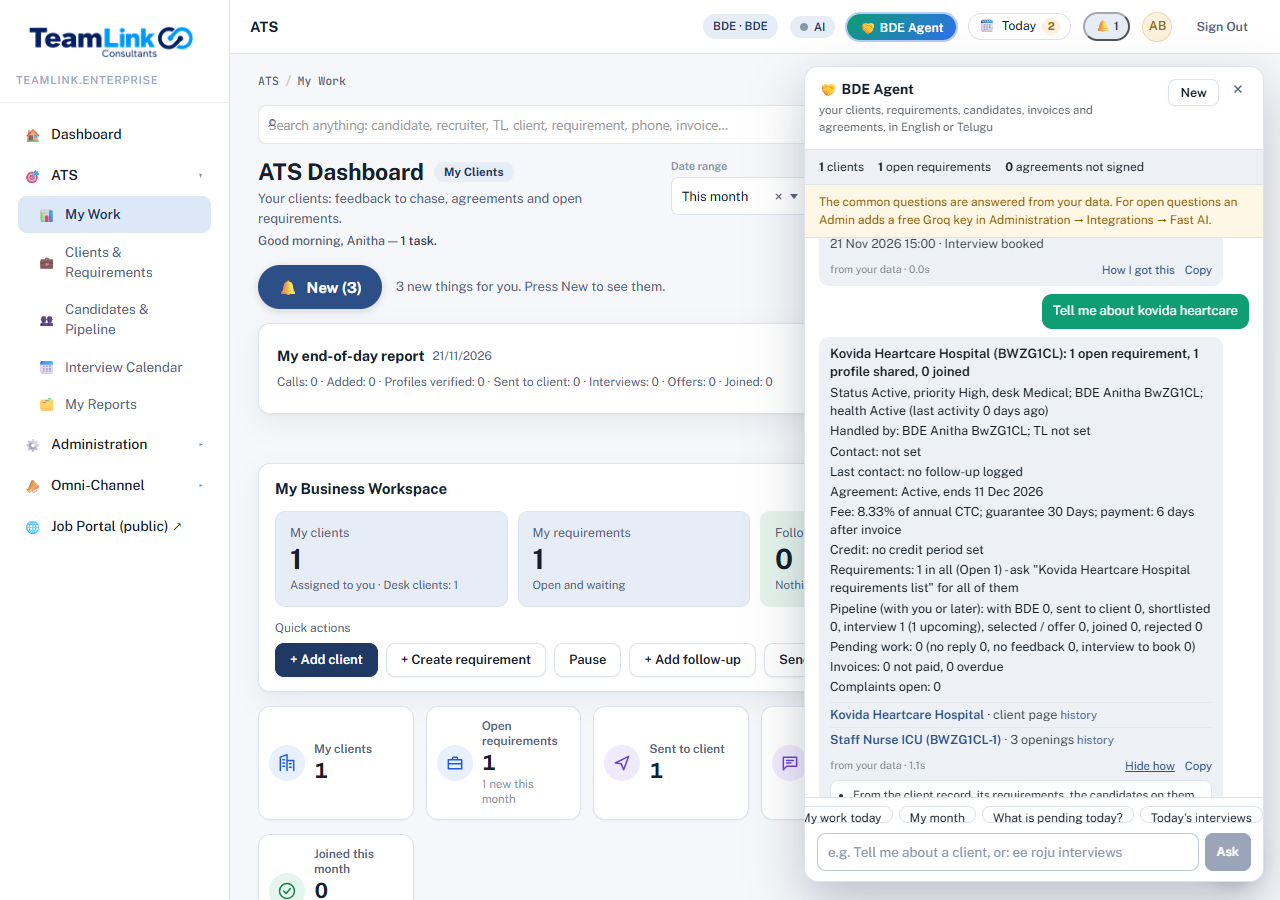 TeamLink
Consultants
TEAMLINK.ENTERPRISE
Dashboard
ATS
My Work
Clients &
Requirements
Candidates &
Pipeline
Interview Calendar
My Reports
Administration
Omni-Channel
Job Portal (public) ↗
ATS
BDE · BDE
AI
BDE Agent
Today 2
1
AB
Sign Out
ATS / My Work
Search anything: candidate, recruiter, TL, client, requirement, phone, invoice...
ATS Dashboard
My Clients
Your clients: feedback to chase, agreements and open
requirements.
Good morning, Anitha — 1 task.
Date range
This month ×
New (3)
3 new things for you. Press New to see them.
My end-of-day report 21/11/2026
Calls: 0 · Added: 0 · Profiles verified: 0 · Sent to client: 0 · Interviews: 0 · Offers: 0 · Joined: 0
My Business Workspace
My clients
1
Assigned to you · Desk clients: 1
My requirements
1
Open and waiting
Follo
0
Nothi
Quick actions
+ Add client
+ Create requirement
Pause
+ Add follow-up
Sen
My clients
1
Open
requirements
1
1 new this
month
Sent to client
1
Joined this
month
0
BDE Agent
your clients, requirements, candidates, invoices and
agreements, in English or Telugu
New
×
1 clients 1 open requirements 0 agreements not signed
The common questions are answered from your data. For open questions an
Admin adds a free Groq key in Administration → Integrations → Fast AI.
21 Nov 2026 15:00 · Interview booked
from your data · 0.0s
How I got this Copy
Tell me about kovida heartcare
Kovida Heartcare Hospital (BWZG1CL): 1 open requirement, 1
profile shared, 0 joined
Status Active, priority High, desk Medical; BDE Anitha BwZG1CL;
health Active (last activity 0 days ago)
Handled by: BDE Anitha BwZG1CL; TL not set
Contact: not set
Last contact: no follow-up logged
Agreement: Active, ends 11 Dec 2026
Fee: 8.33% of annual CTC; guarantee 30 Days; payment: 6 days
after invoice
Credit: no credit period set
Requirements: 1 in all (Open 1) - ask "Kovida Heartcare Hospital
requirements list" for all of them
Pipeline (with you or later): with BDE 0, sent to client 0, shortlisted
0, interview 1 (1 upcoming), selected / offer 0, joined 0, rejected 0
Pending work: 0 (no reply 0, no feedback 0, interview to book 0)
Invoices: 0 not paid, 0 overdue
Complaints open: 0
Kovida Heartcare Hospital · client page history
Staff Nurse ICU (BWZG1CL-1) · 3 openings history
from your data · 1.1s
Hide how Copy
• From the client record, its requirements, the candidates on them,
My work today
My month
What is pending today?
Today's interviews
e.g. Tell me about a client, or: ee roju interviews
Ask